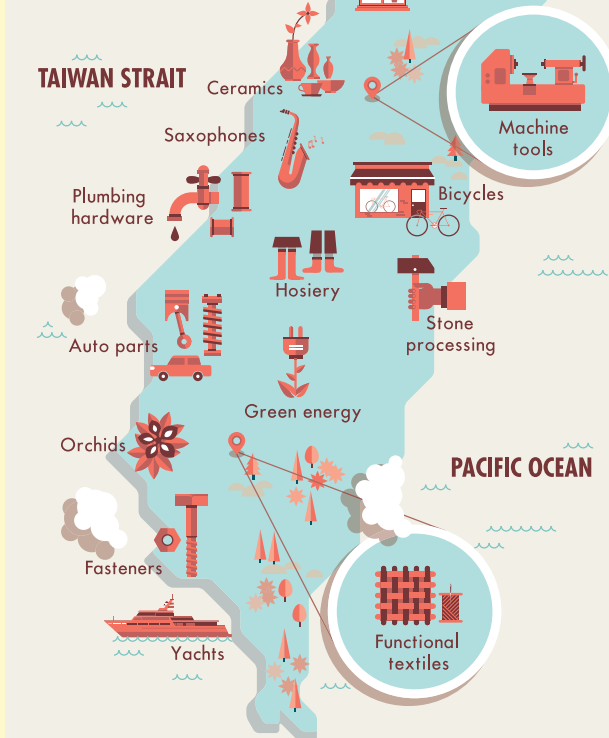 TAIWAN STRAIT
Ceramics
Machine
tools
Saxophones
Plumbing
hardware
Bicycles
Hosiery
Stone
processing
Auto parts
Green energy
Orchids
PACIFIC OCEAN
Fasteners
Functional
textiles
Yachts